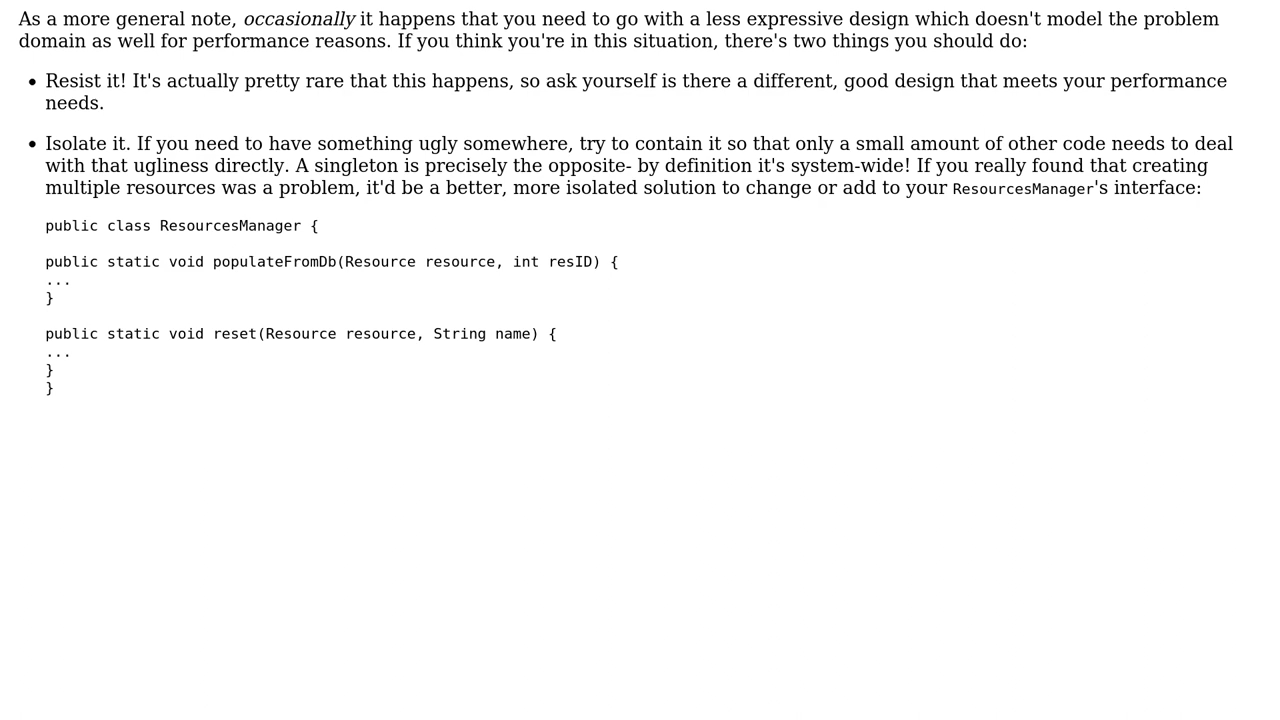 As a more general note, occasionally it happens that you need to go with a less expressive design which doesn't model the problem
domain as well for performance reasons. If you think you're in this situation, there's two things you should do:
• Resist it! It's actually pretty rare that this happens, so ask yourself is there a different, good design that meets your performance
needs.
• Isolate it. If you need to have something ugly somewhere, try to contain it so that only a small amount of other code needs to deal
with that ugliness directly. A singleton is precisely the opposite- by definition it's system-wide! If you really found that creating
multiple resources was a problem, it'd be a better, more isolated solution to change or add to your ResourcesManager's interface:
public class ResourcesManager {
public static void populateFromDb(Resource resource, int resID) {
...
}
public static void reset(Resource resource, String name) {
...
}
}